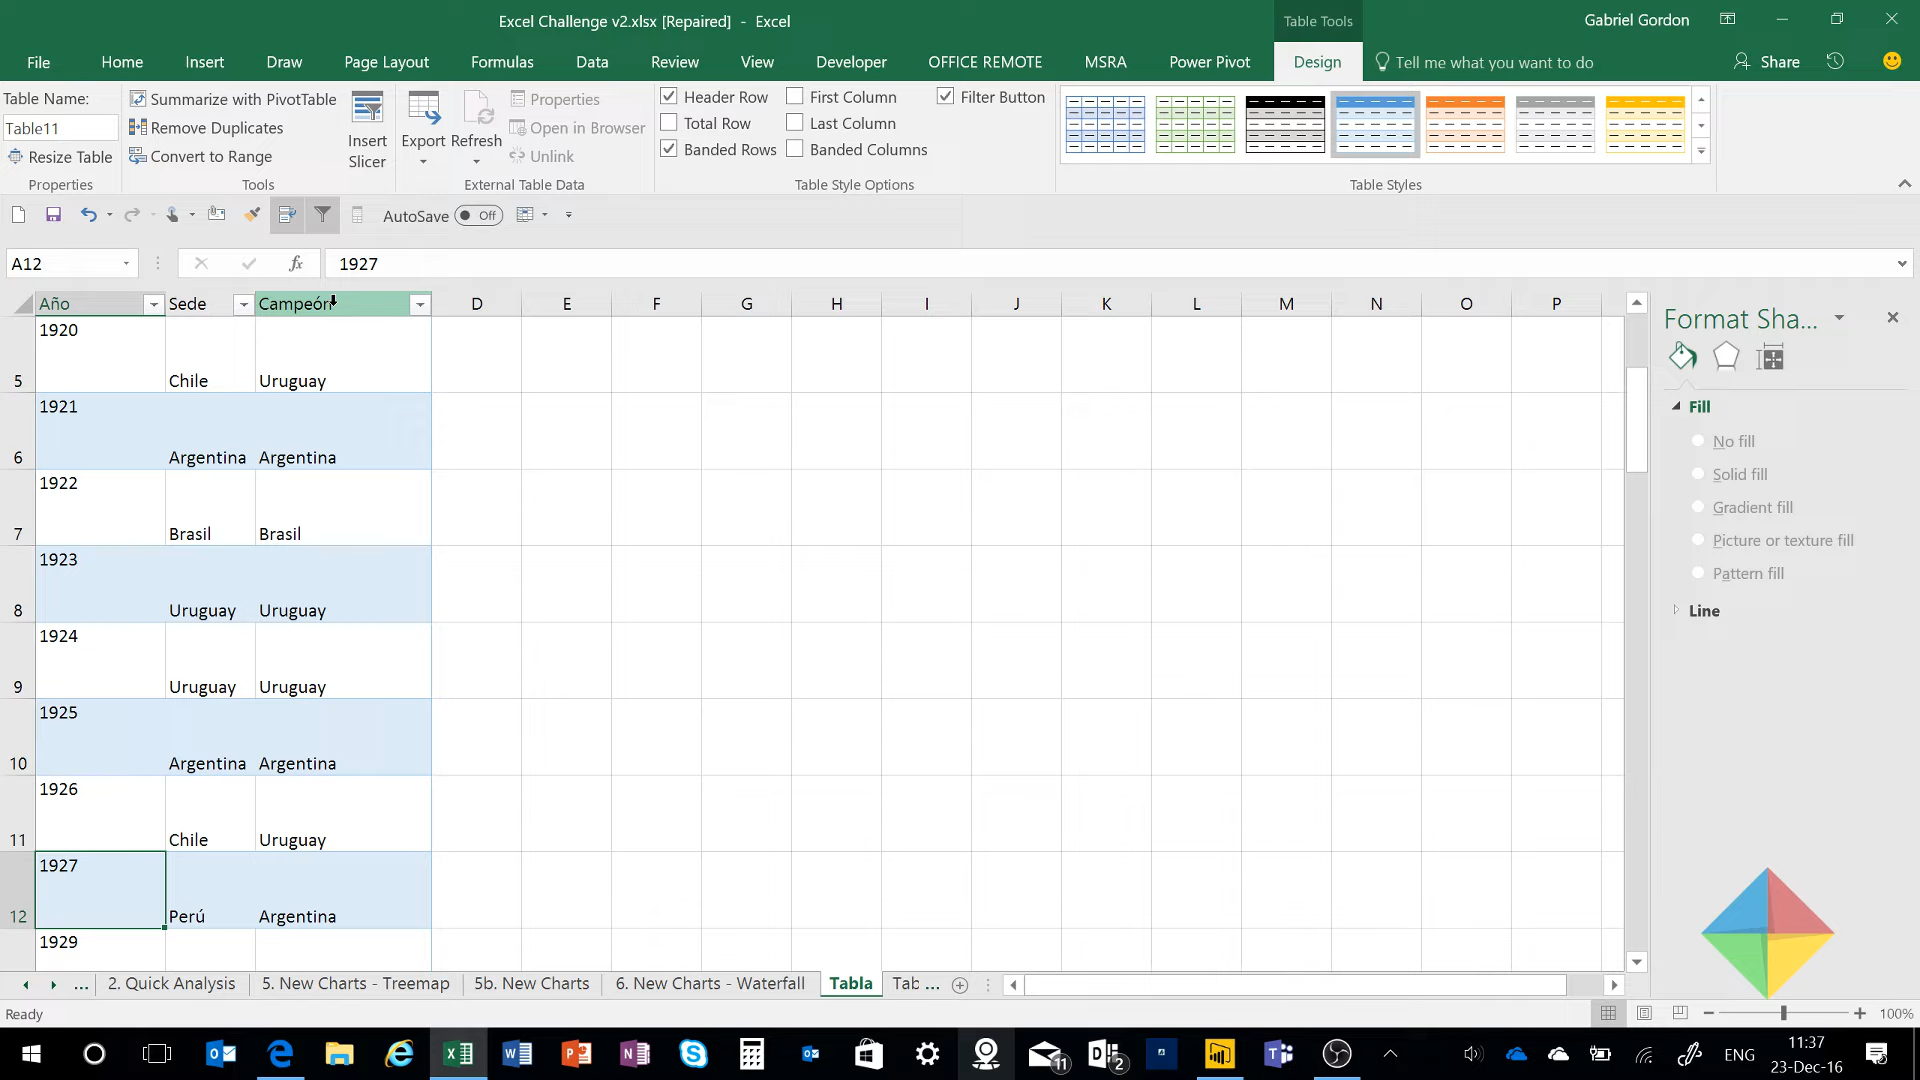 Excel Challenge v2.xlsx [Repaired] - Excel
Table Tools
Gabriel Gordon
File Home Insert Draw Page Layout Formulas Data Review View Developer OFFICE REMOTE MSRA Power Pivot Design Tell me what you want to do Share
Table Name:
Table11
Resize Table
Properties
Summarize with PivotTable
Remove Duplicates
Convert to Range
Tools
Insert
Slicer
Export
Refresh
Properties
Open in Browser
Unlink
External Table Data
Header Row
Total Row
Banded Rows
First Column
Last Column
Banded Columns
Filter Button
Table Style Options
Table Styles
AutoSave Off
A12
fx
1927
Año Sede Campeón D E F G H I J K L M N O P
1920
5 Chile Uruguay
1921
6 Argentina Argentina
1922
7 Brasil Brasil
1923
8 Uruguay Uruguay
1924
9 Uruguay Uruguay
1925
10 Argentina Argentina
1926
11 Chile Uruguay
1927
12 Perú Argentina
1929
Format Sha...
Fill
No fill
Solid fill
Gradient fill
Picture or texture fill
Pattern fill
Line
... 2. Quick Analysis 5. New Charts - Treemap 5b. New Charts 6. New Charts - Waterfall Tabla Tab ...
Ready
100%
11
2
ENG
11:37
23-Dec-16